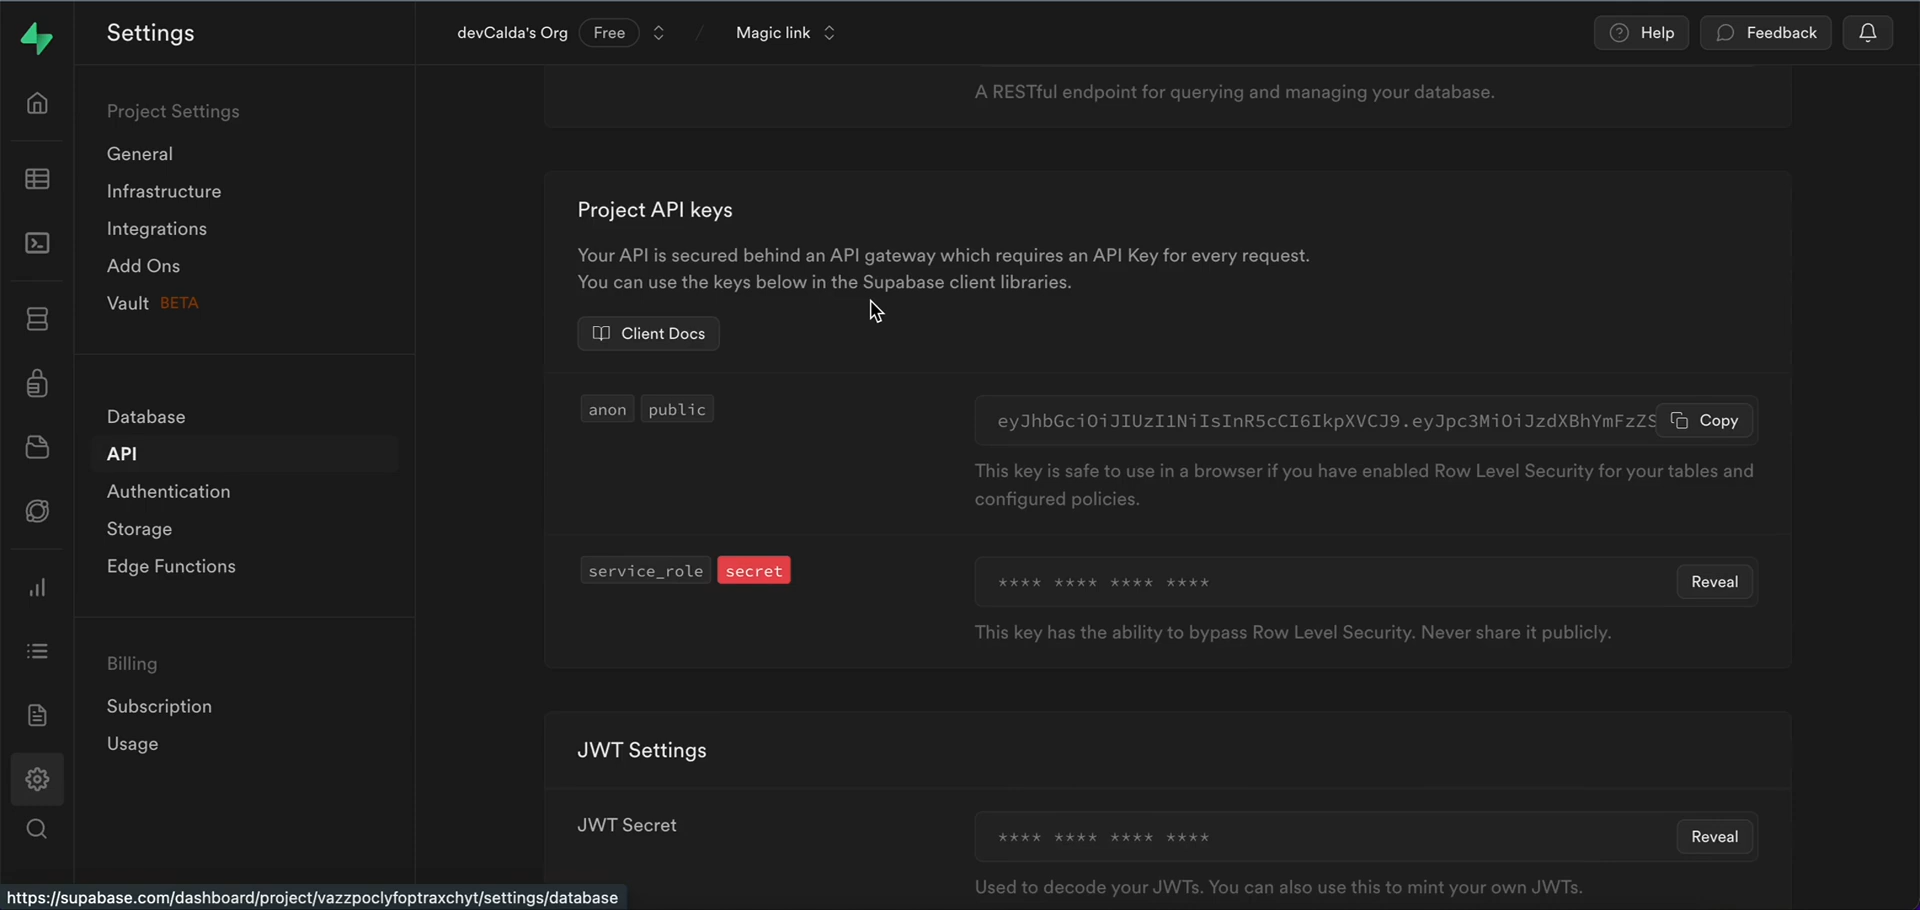 Settings
devCalda's Org Free / Magic link
Help
Feedback
Project Settings
General
Infrastructure
Integrations
Add Ons
Vault BETA
Database
API
Authentication
Storage
Edge Functions
Billing
Subscription
Usage
A RESTful endpoint for querying and managing your database.
Project API keys
Your API is secured behind an API gateway which requires an API Key for every request.
You can use the keys below in the Supabase client libraries.
Client Docs
anon public
eyJhbGciOiJIUzI1NiIsInR5cCI6IkpXVCJ9.eyJpc3MiOiJzdXBhYmFzZS
Copy
This key is safe to use in a browser if you have enabled Row Level Security for your tables and
configured policies.
service_role secret
**** **** **** ****
Reveal
This key has the ability to bypass Row Level Security. Never share it publicly.
JWT Settings
JWT Secret
**** **** **** ****
Reveal
Used to decode your JWTs. You can also use this to mint your own JWTs.
https://supabase.com/dashboard/project/vazzpoclyfoptraxchyt/settings/database